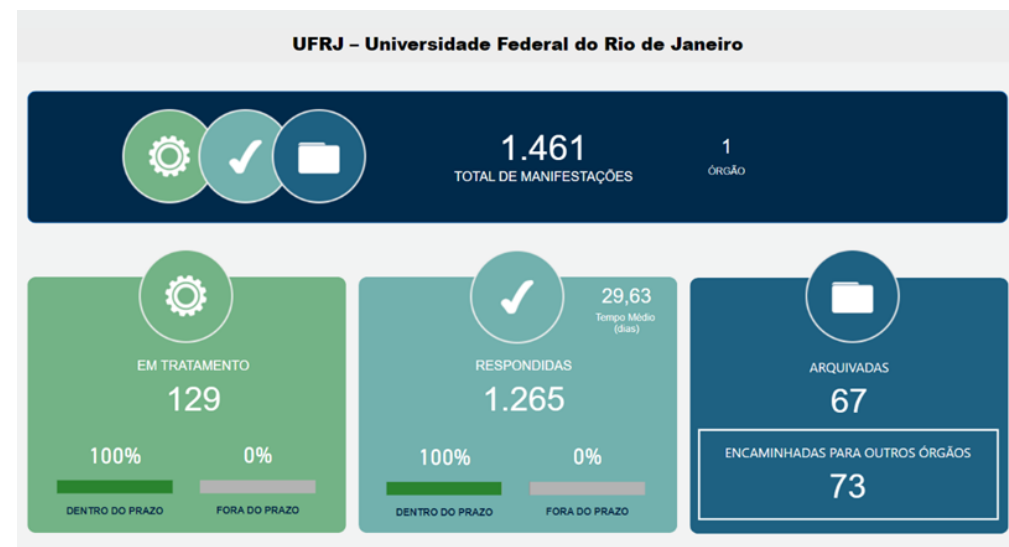 UFRJ – Universidade Federal do Rio de Janeiro
1.461
TOTAL DE MANIFESTAÇÕES
1
ÓRGÃO
EM TRATAMENTO
129
100%
0%
DENTRO DO PRAZO
FORA DO PRAZO
29,63
Tempo Médio
(dias)
RESPONDIDAS
1.265
100%
0%
DENTRO DO PRAZO
FORA DO PRAZO
ARQUIVADAS
67
ENCAMINHADAS PARA OUTROS ÓRGÃOS
73